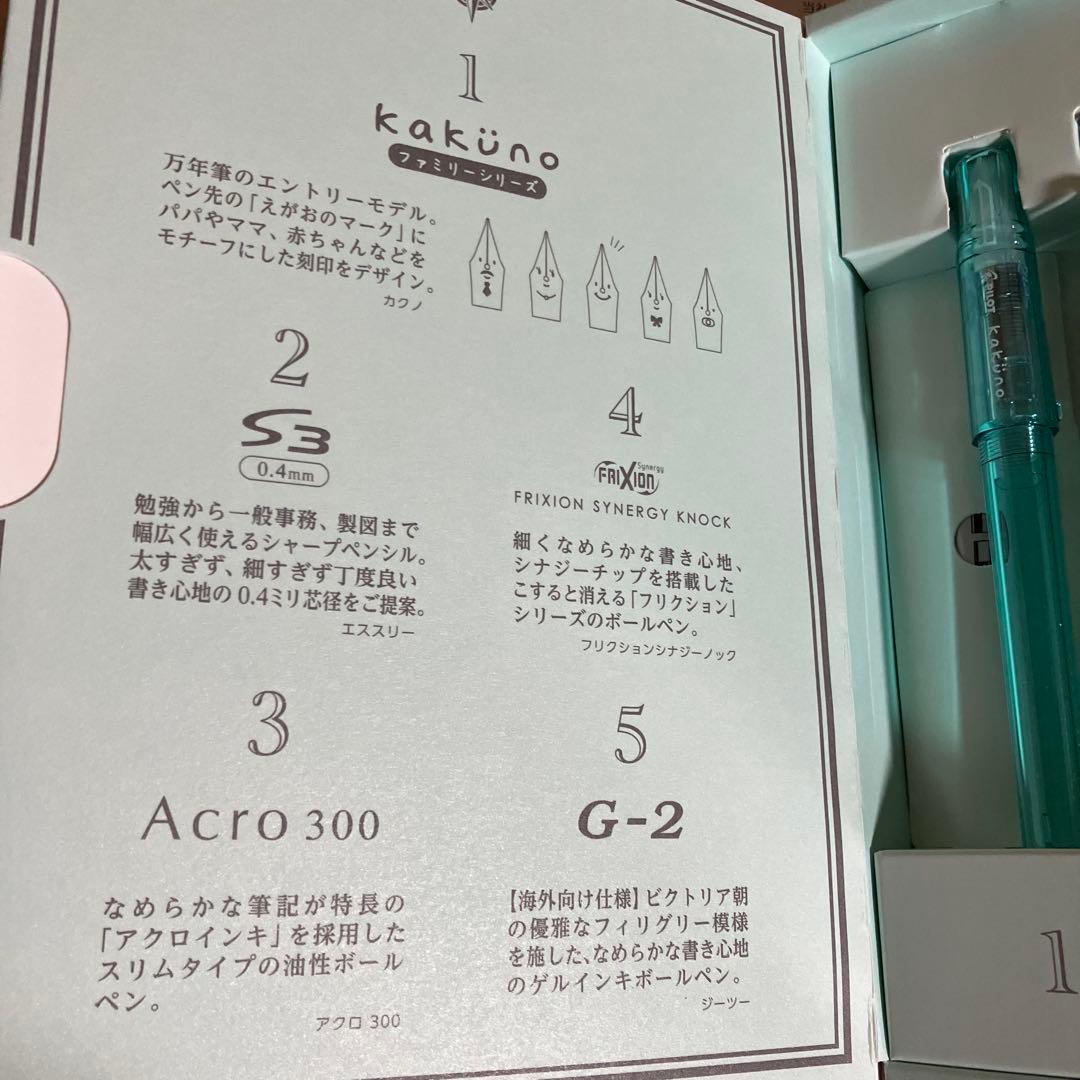 1
kaküno
ファミリーシリーズ
万年筆のエントリーモデル。
ペン先の「えがおのマーク」に
パパやママ、赤ちゃんなどを
モチーフにした刻印をデザイン。
カクノ
2
S3
0.4mm
勉強から一般事務、製図まで
幅広く使えるシャープペンシル。
太すぎず、細すぎず丁度良い
書き心地の0.4ミリ芯径をご提案。
エススリー
3
Acro 300
なめらかな筆記が特長の
「アクロインキ」を採用した
スリムタイプの油性ボール
ペン。
アクロ 300
4
Synergy
FRIXION
FRIXION SYNERGY KNOCK
細くなめらかな書き心地、
シナジーチップを搭載した
こすると消える「フリクション」
シリーズのボールペン。
フリクションシナジーノック
5
G-2
【海外向け仕様】ビクトリア朝
の優雅なフィリグリー模様
を施した、なめらかな書き心地
のゲルインキボールペン。
ジーツー
PILOT kaküno
1